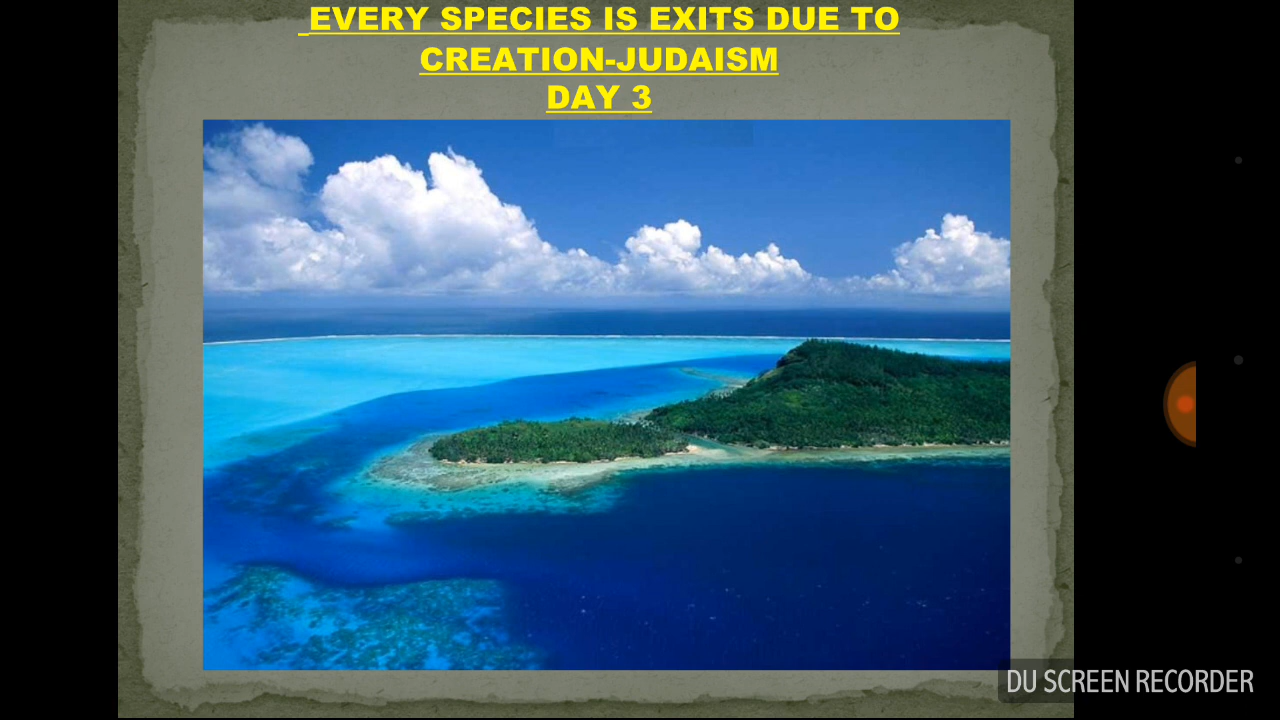 EVERY SPECIES IS EXITS DUE TO
CREATION-JUDAISM
DAY 3
DU SCREEN RECORDER